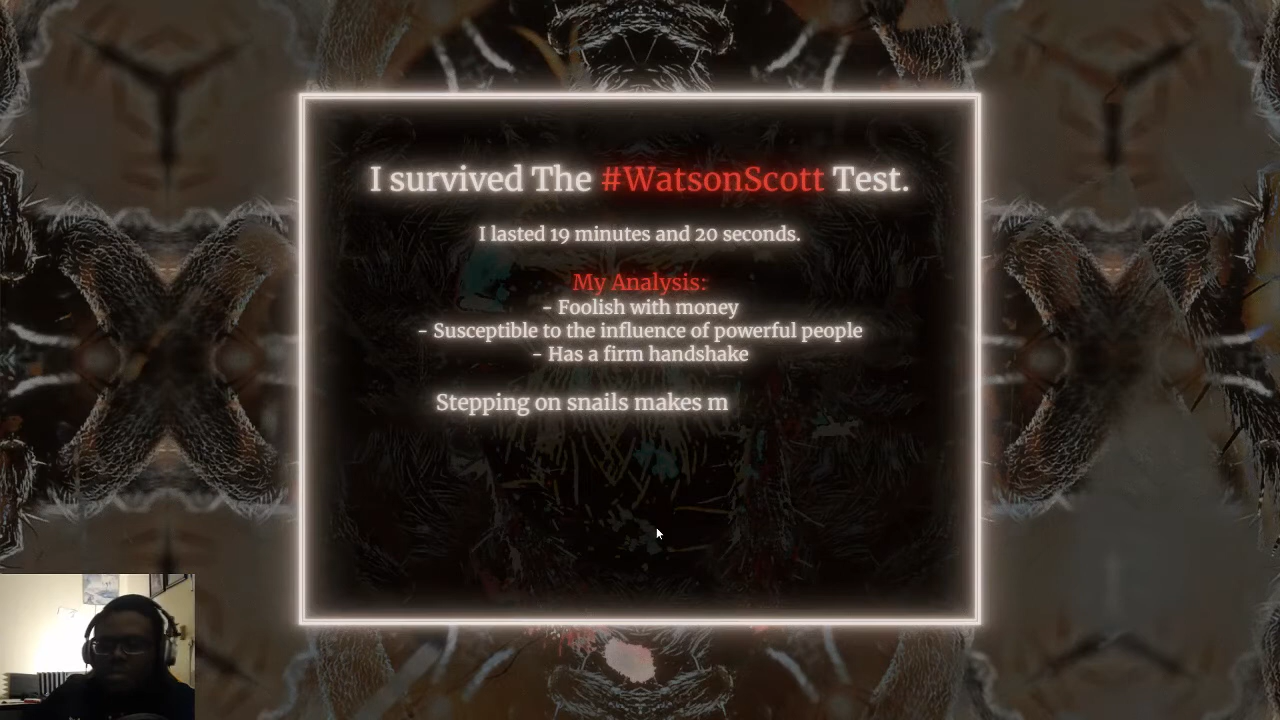 I survived The #WatsonScott Test.
I lasted 19 minutes and 20 seconds.
My Analysis:
- Foolish with money
- Susceptible to the influence of powerful people
- Has a firm handshake
Stepping on snails makes m